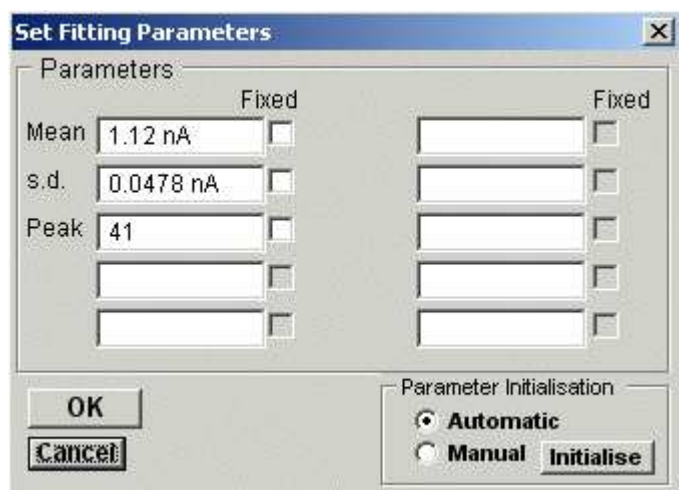 Set Fitting Parameters
Parameters
Fixed Fixed
Mean 1.12 nA
s.d. 0.0478 nA
Peak 41
OK
Cancel
Parameter Initialisation
Automatic
Manual Initialise